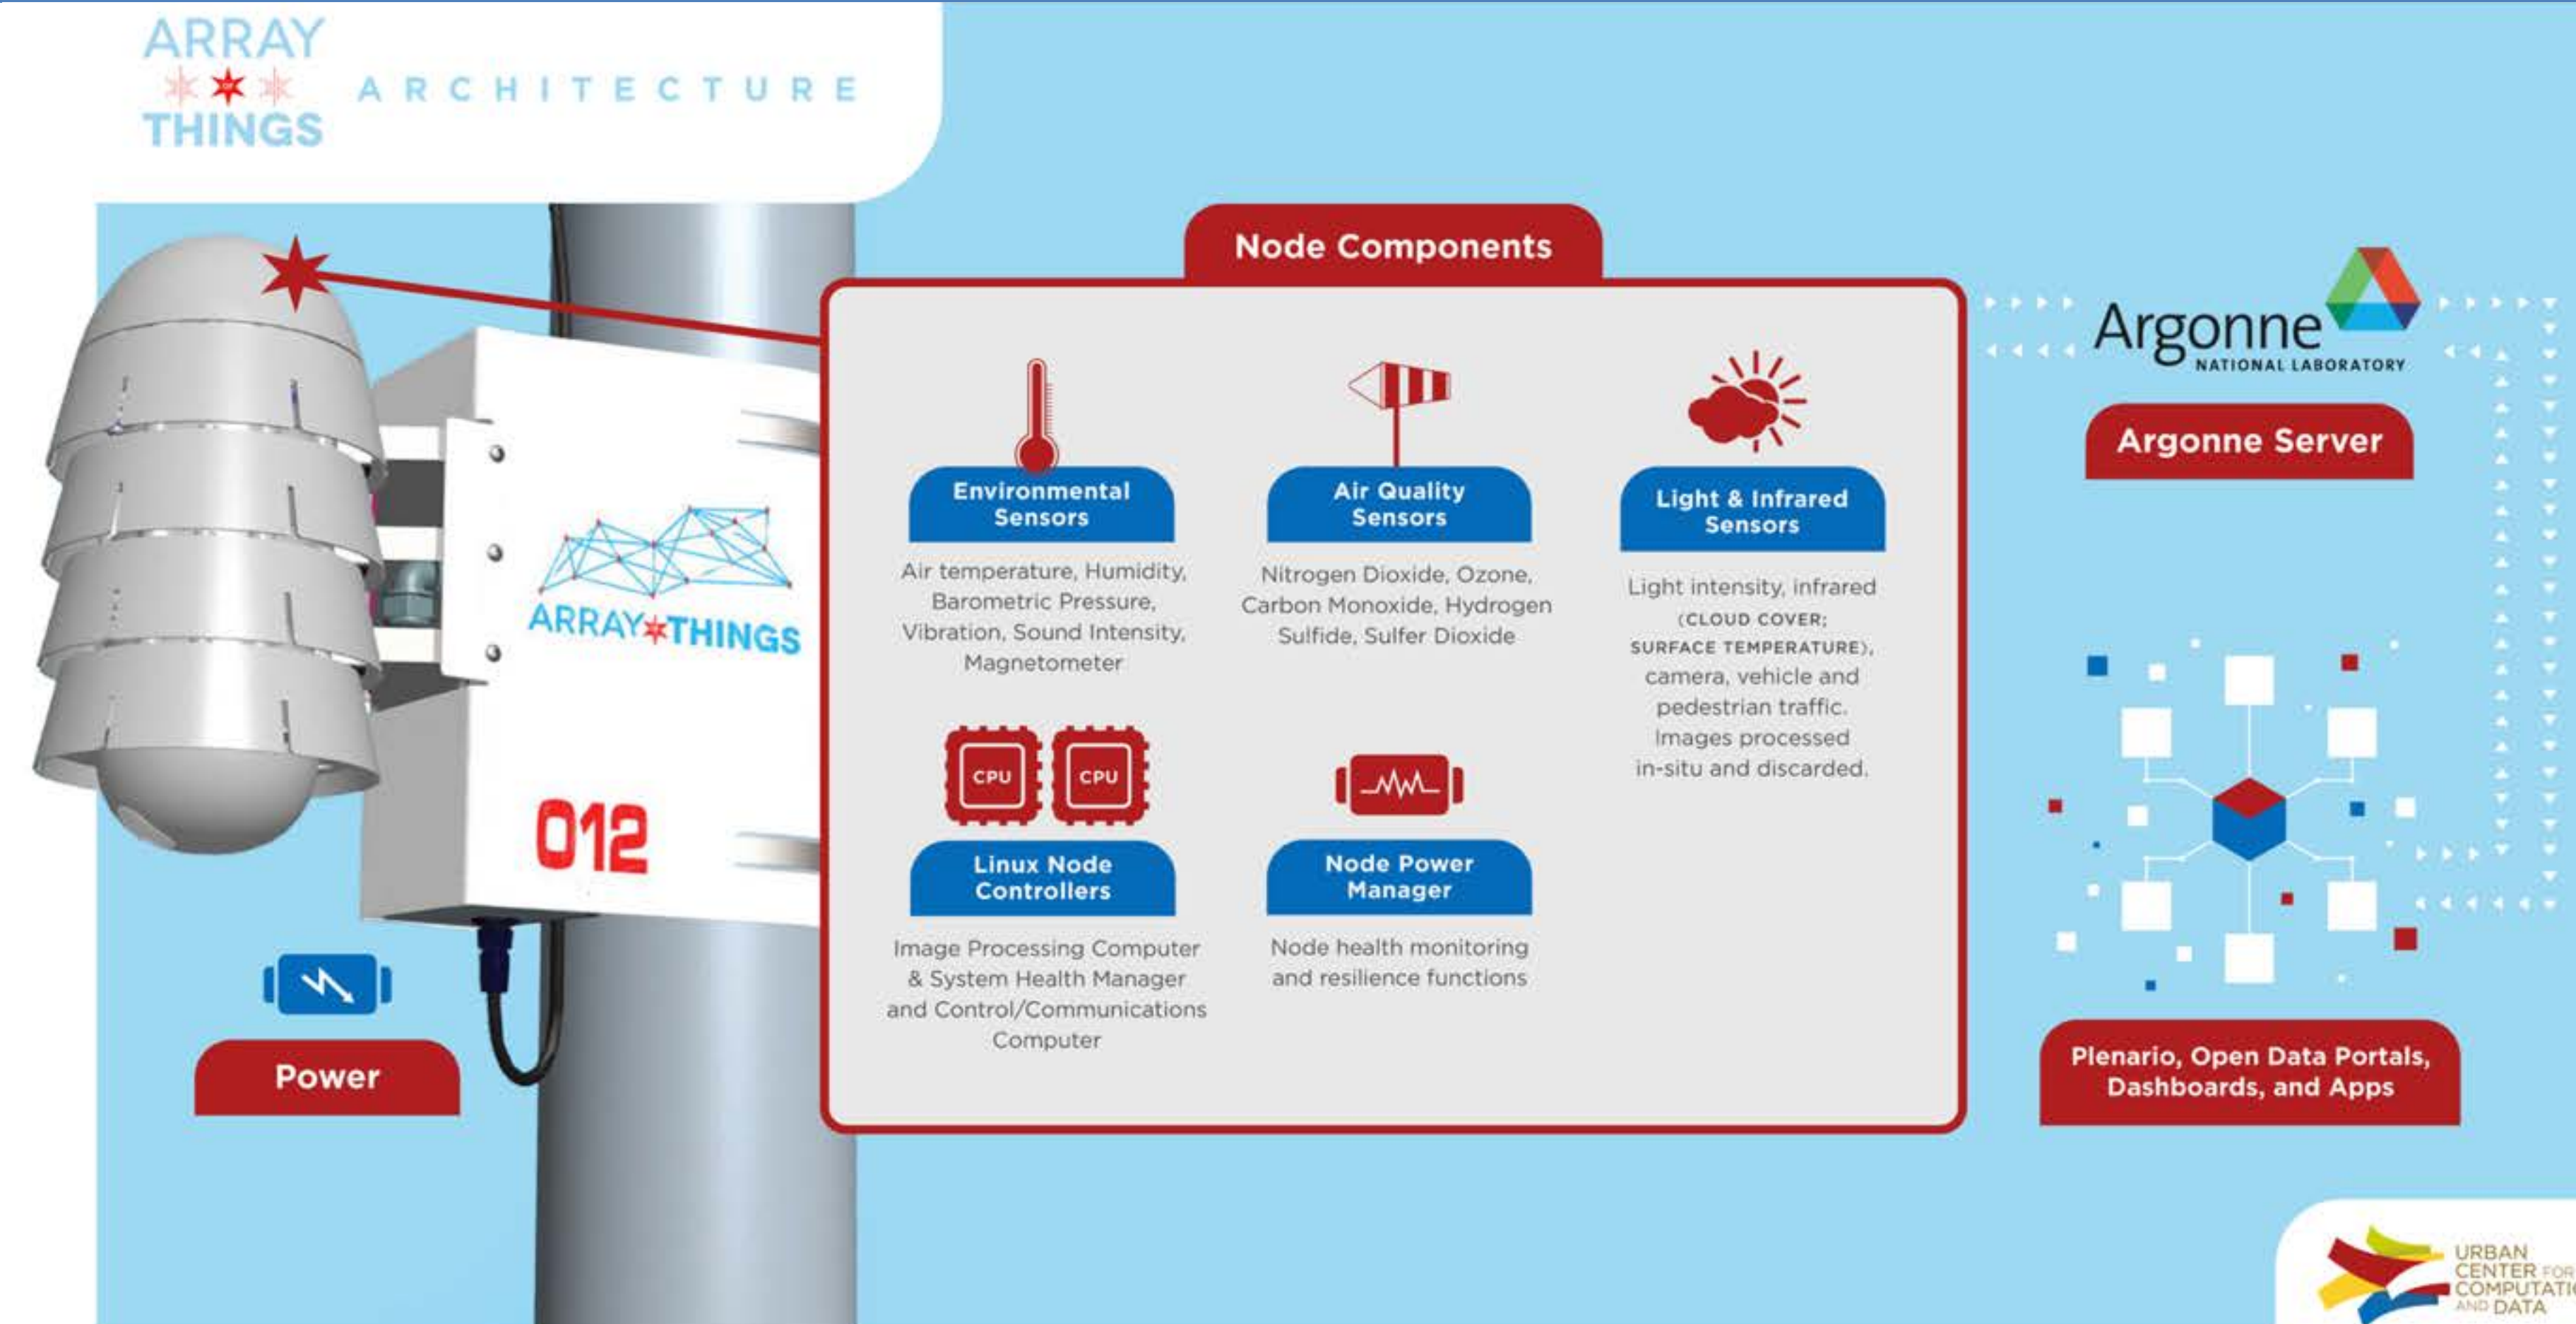 ARRAY
OF
THINGS
ARCHITECTURE
Node Components
Environmental
Sensors
Air temperature, Humidity,
Barometric Pressure,
Vibration, Sound Intensity,
Magnetometer
Air Quality
Sensors
Nitrogen Dioxide, Ozone,
Carbon Monoxide, Hydrogen
Sulfide, Sulfer Dioxide
Light & Infrared
Sensors
Light intensity, infrared
(CLOUD COVER;
SURFACE TEMPERATURE),
camera, vehicle and
pedestrian traffic.
Images processed
in-situ and discarded.
CPU CPU
Linux Node
Controllers
Image Processing Computer
& System Health Manager
and Control/Communications
Computer
Node Power
Manager
Node health monitoring
and resilience functions
ARRAY THINGS
012
Power
Argonne
NATIONAL LABORATORY
Argonne Server
Plenario, Open Data Portals,
Dashboards, and Apps
URBAN
CENTER FOR
COMPUTATI
AND DATA